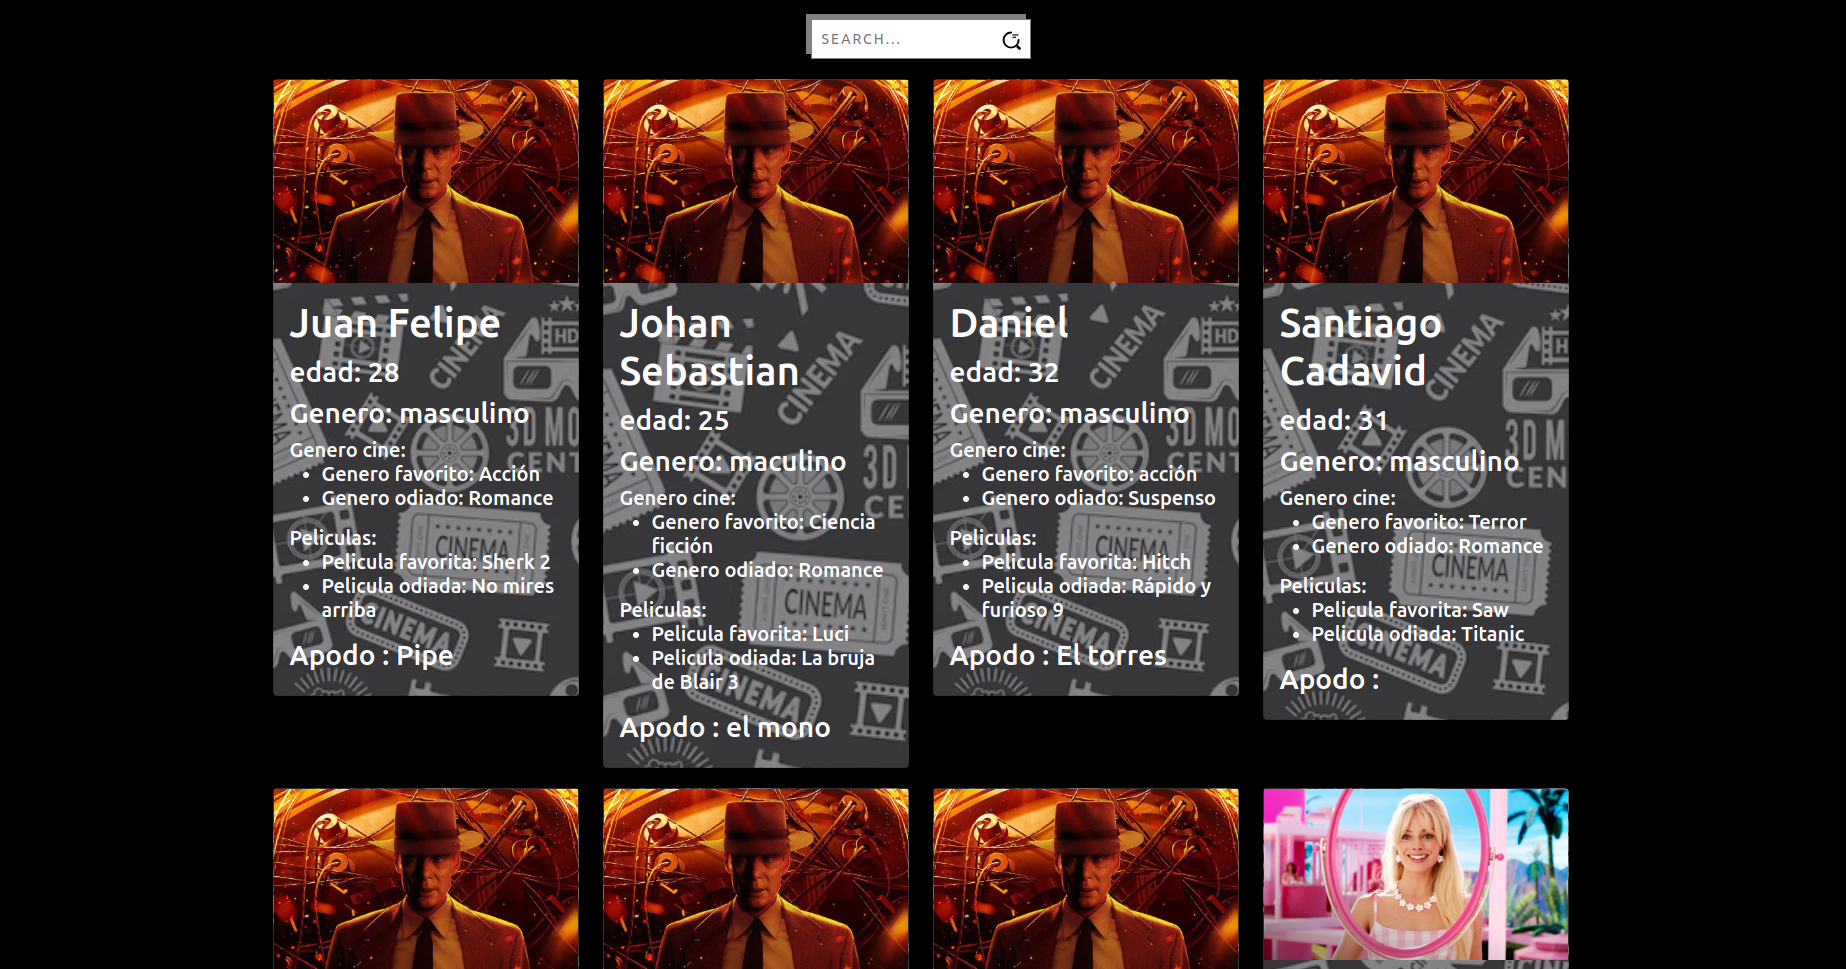 SEARCH...
Juan Felipe
edad: 28
Genero: masculino
Genero cine:
Genero favorito: Acción
Genero odiado: Romance
Peliculas:
Pelicula favorita: Sherk 2
Pelicula odiada: No mires
arriba
Apodo : Pipe
Johan
Sebastian
edad: 25
Genero: maculino
Genero cine:
Genero favorito: Ciencia
ficción
Genero odiado: Romance
Peliculas:
Pelicula favorita: Luci
Pelicula odiada: La bruja
de Blair 3
Apodo : el mono
Daniel
edad: 32
Genero: masculino
Genero cine:
Genero favorito: acción
Genero odiado: Suspenso
Peliculas:
Pelicula favorita: Hitch
Pelicula odiada: Rápido y
furioso 9
Apodo : El torres
Santiago
Cadavid
edad: 31
Genero: masculino
Genero cine:
Genero favorito: Terror
Genero odiado: Romance
Peliculas:
Pelicula favorita: Saw
Pelicula odiada: Titanic
Apodo :